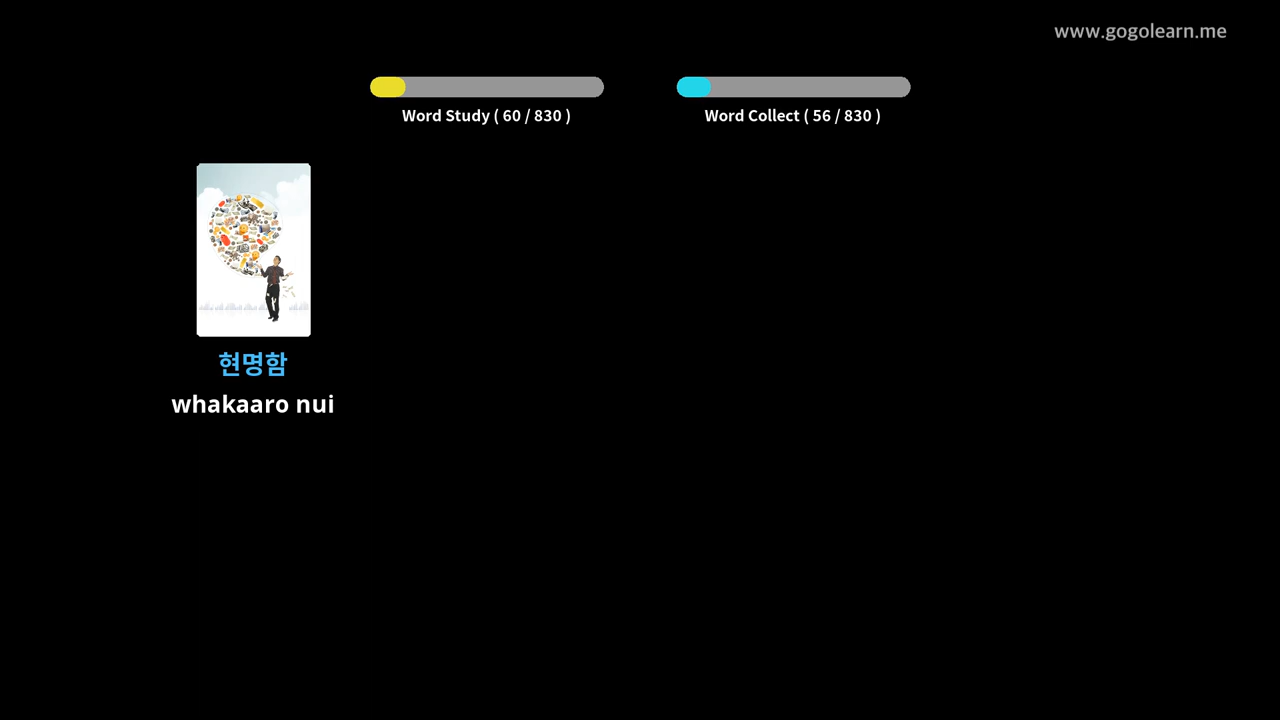 www.gogolearn.me
Word Study ( 60 / 830 )
Word Collect ( 56 / 830 )
현명함
whakaaro nui